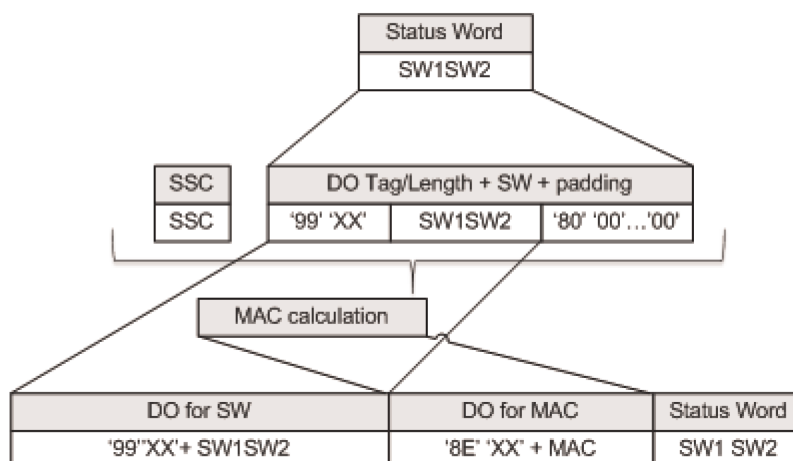 Status Word
SW1SW2
SSC DO Tag/Length + SW + padding
SSC ‘99’ ‘XX’ SW1SW2 ‘80’ ‘00’…’00’
MAC calculation
DO for SW DO for MAC Status Word
‘99’’XX’+ SW1SW2 ‘8E’ ‘XX’ + MAC SW1 SW2